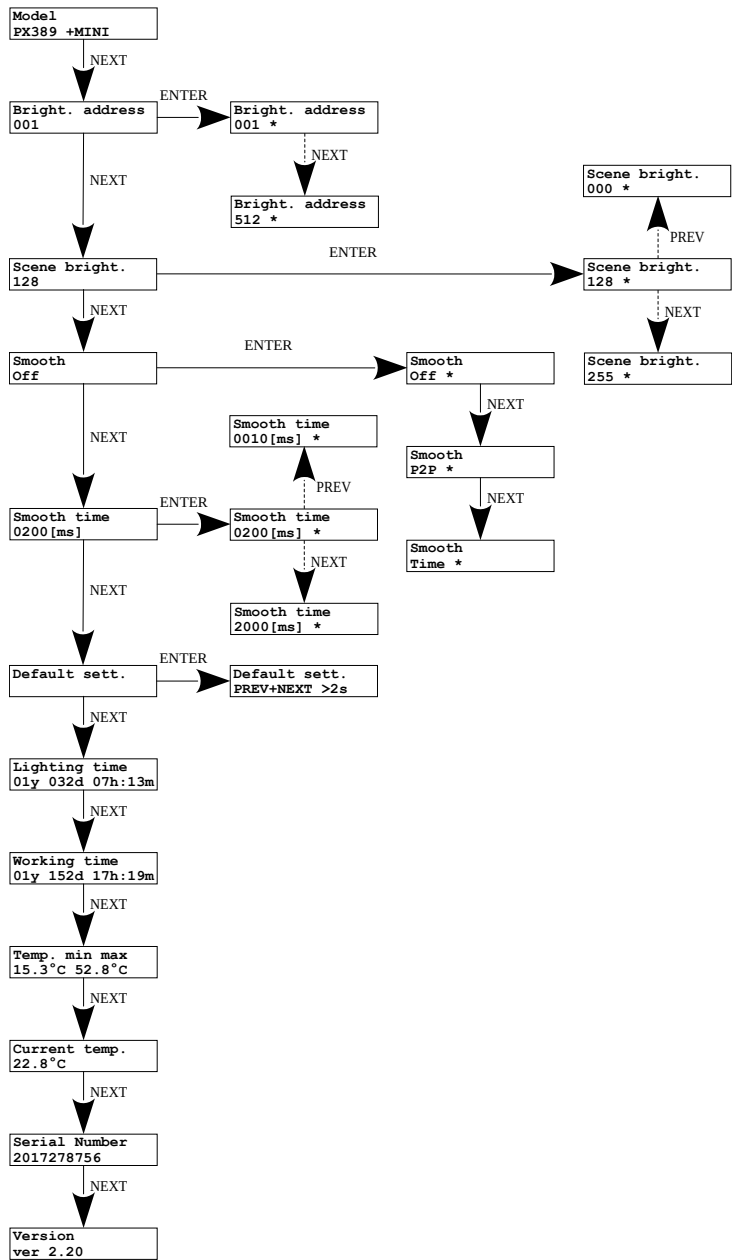 Model
PX389 +MINI
NEXT
Bright. address
001
ENTER
Bright. address
001 *
NEXT
Bright. address
512 *
NEXT
Scene bright.
128
ENTER
Scene bright.
000 *
PREV
Scene bright.
128 *
NEXT
Scene bright.
255 *
NEXT
Smooth
Off
ENTER
Smooth
Off *
NEXT
Smooth
P2P *
NEXT
Smooth
Time *
NEXT
Smooth time
0200[ms]
ENTER
Smooth time
0010[ms] *
PREV
Smooth time
0200[ms] *
NEXT
Smooth time
2000[ms] *
NEXT
Default sett.
ENTER
Default sett.
PREV+NEXT >2s
NEXT
Lighting time
01y 032d 07h:13m
NEXT
Working time
01y 152d 17h:19m
NEXT
Temp. min max
15.3°C 52.8°C
NEXT
Current temp.
22.8°C
NEXT
Serial Number
2017278756
NEXT
Version
ver 2.20